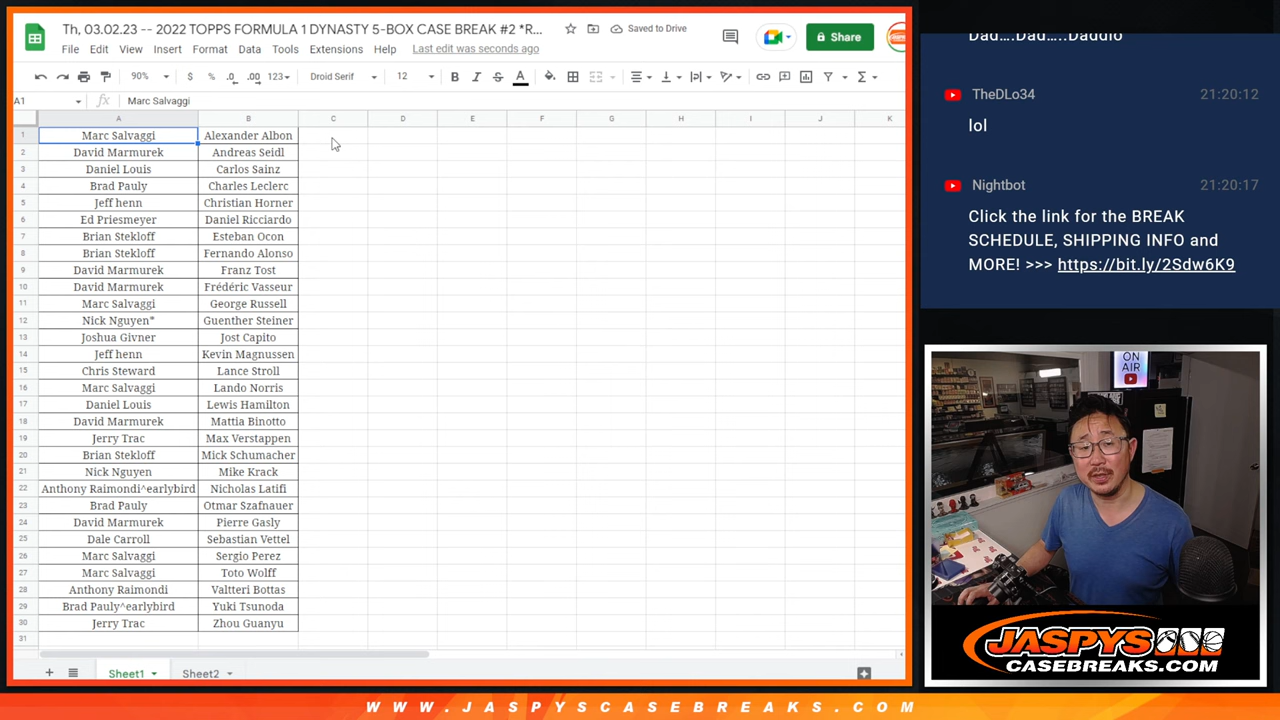 Th, 03.02.23 -- 2022 TOPPS FORMULA 1 DYNASTY 5-BOX CASE BREAK #2 *R...
Saved to Drive
Share
File Edit View Insert Format Data Tools Extensions Help Last edit was seconds ago
90% $ % .0 .00 123 Droid Serif 12 B I S A
A1 fx Marc Salvaggi
A B C D E F G H I J K
1 Marc Salvaggi Alexander Albon
2 David Marmurek Andreas Seidl
3 Daniel Louis Carlos Sainz
4 Brad Pauly Charles Leclerc
5 Jeff henn Christian Horner
6 Ed Priesmeyer Daniel Ricciardo
7 Brian Stekloff Esteban Ocon
8 Brian Stekloff Fernando Alonso
9 David Marmurek Franz Tost
10 David Marmurek Frédéric Vasseur
11 Marc Salvaggi George Russell
12 Nick Nguyen* Guenther Steiner
13 Joshua Givner Jost Capito
14 Jeff henn Kevin Magnussen
15 Chris Steward Lance Stroll
16 Marc Salvaggi Lando Norris
17 Daniel Louis Lewis Hamilton
18 David Marmurek Mattia Binotto
19 Jerry Trac Max Verstappen
20 Brian Stekloff Mick Schumacher
21 Nick Nguyen Mike Krack
22 Anthony Raimondi^earlybird Nicholas Latifi
23 Brad Pauly Otmar Szafnauer
24 David Marmurek Pierre Gasly
25 Dale Carroll Sebastian Vettel
26 Marc Salvaggi Sergio Perez
27 Marc Salvaggi Toto Wolff
28 Anthony Raimondi Valtteri Bottas
29 Brad Pauly^earlybird Yuki Tsunoda
30 Jerry Trac Zhou Guanyu
31
Sheet1 Sheet2
Dad....Dad.....Daddio
TheDLo34 21:20:12
lol
Nightbot 21:20:17
Click the link for the BREAK
SCHEDULE, SHIPPING INFO and
MORE! >>> https://bit.ly/2Sdw6K9
ON
AIR
JASPYS
CASEBREAKS.COM
WWW.JASPYSCASEBREAKS.COM